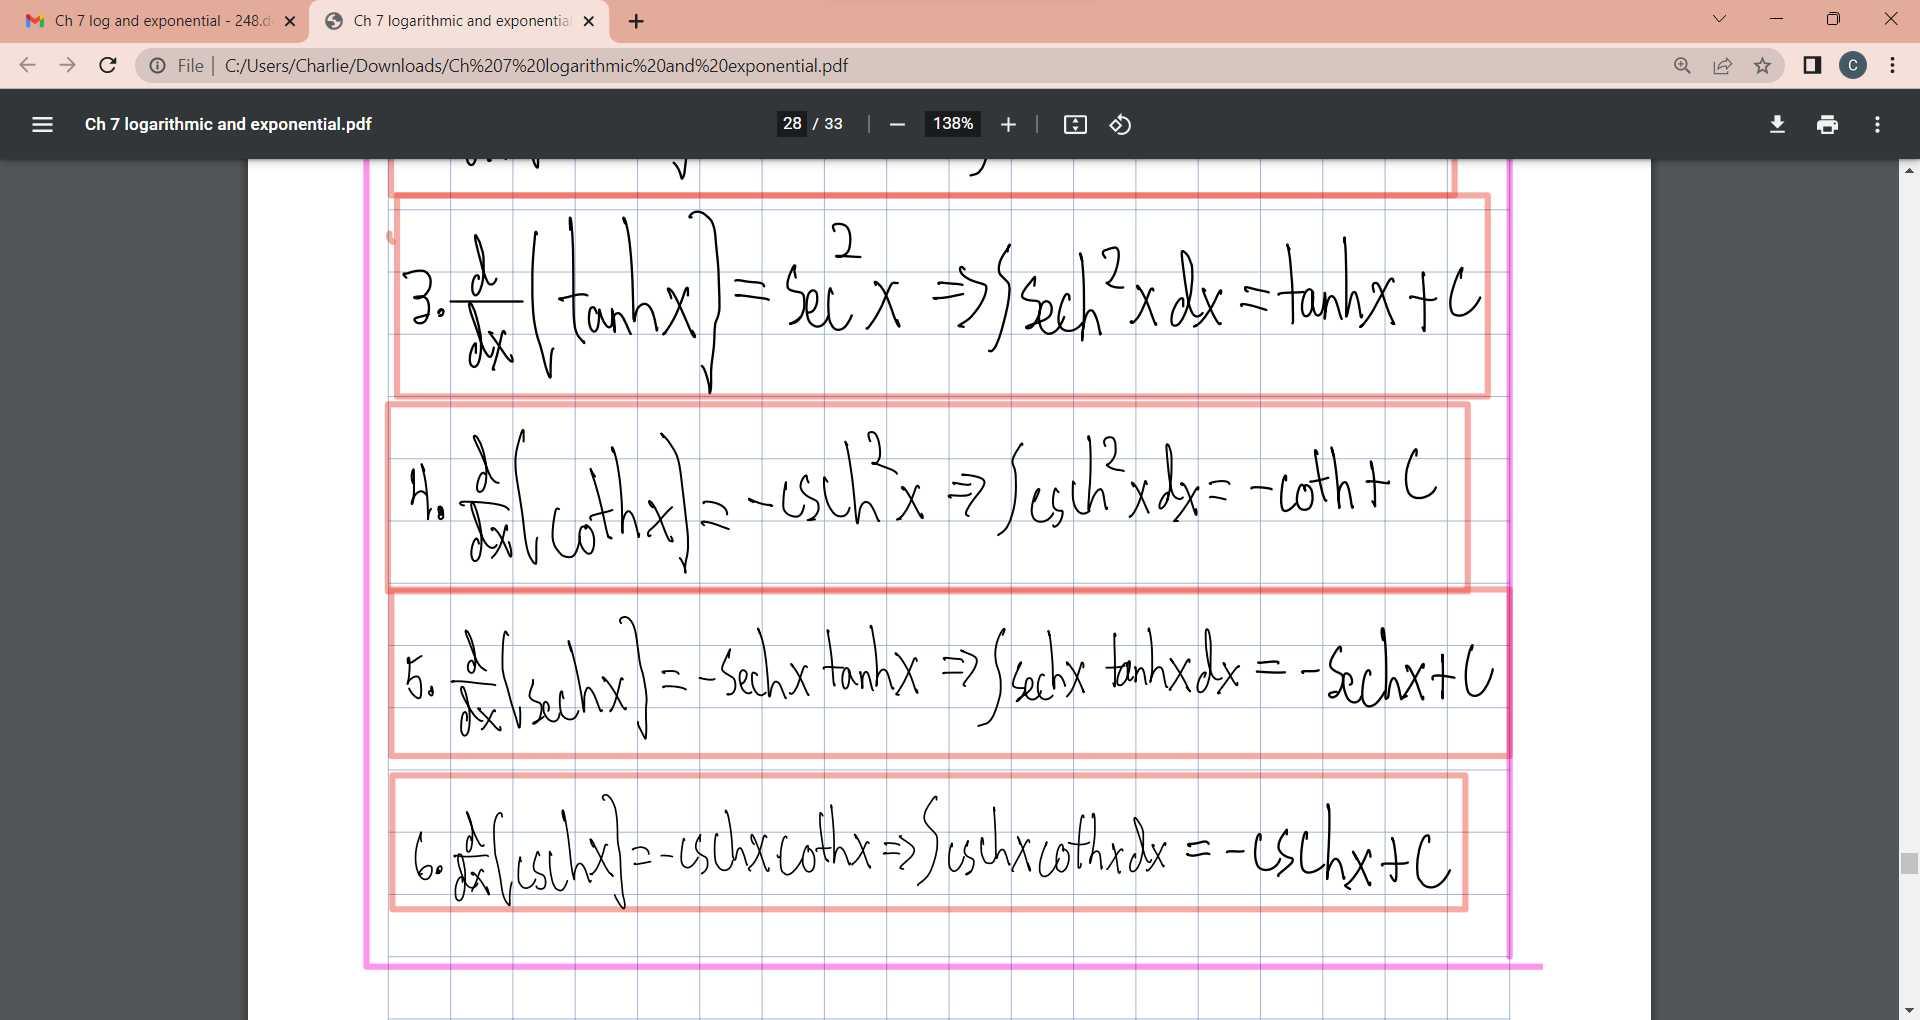 Ch 7 log and exponential - 248.d
Ch 7 logarithmic and exponential
File | C:/Users/Charlie/Downloads/Ch%207%20logarithmic%20and%20exponential.pdf
C
Ch 7 logarithmic and exponential.pdf
28 / 33
138%
3. d/dx (tanhx) = sec²x ⇒ ∫sech²x dx = tanhx + C
4. d/dx (cothx) = -csch²x ⇒ ∫csch²x dx = -coth + C
5. d/dx (sechx) = -sechx tanhx ⇒ ∫sechx tanhx dx = -sechx + C
6. d/dx (cschx) = -cschx cothx ⇒ ∫cschx cothx dx = -cschx + C